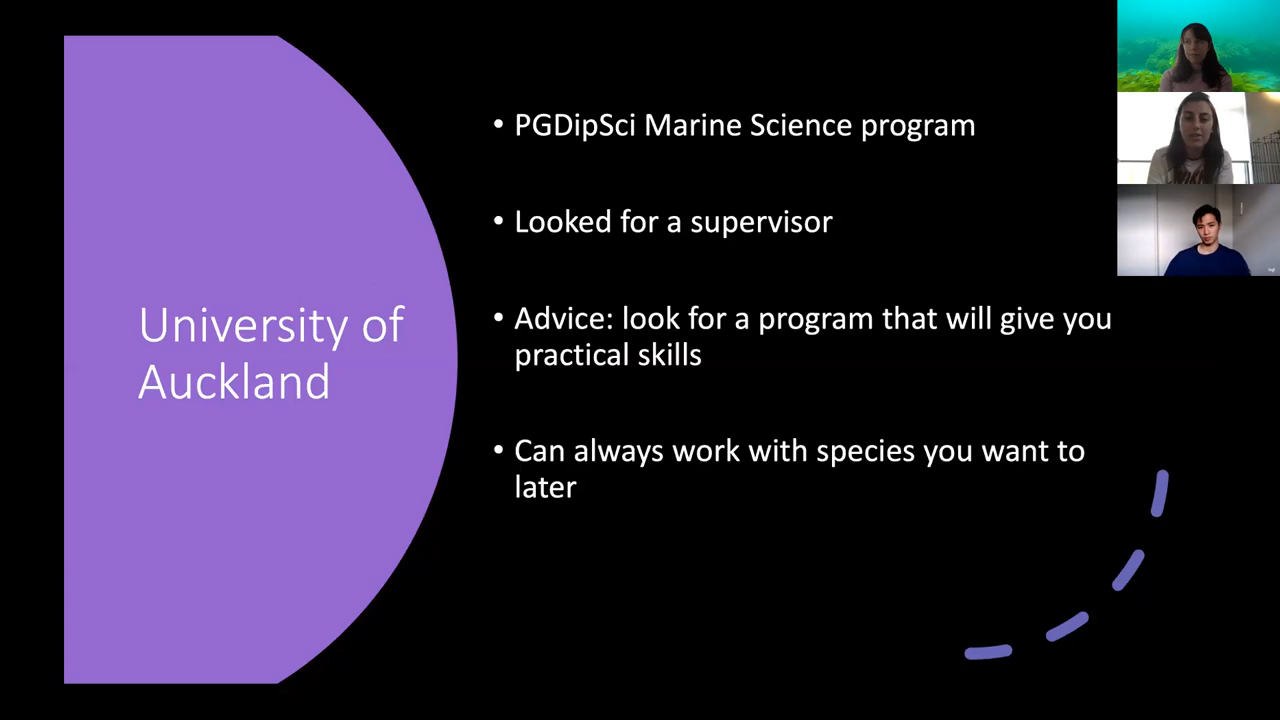 University of
Auckland
• PGDipSci Marine Science program
• Looked for a supervisor
• Advice: look for a program that will give you
practical skills
• Can always work with species you want to
later